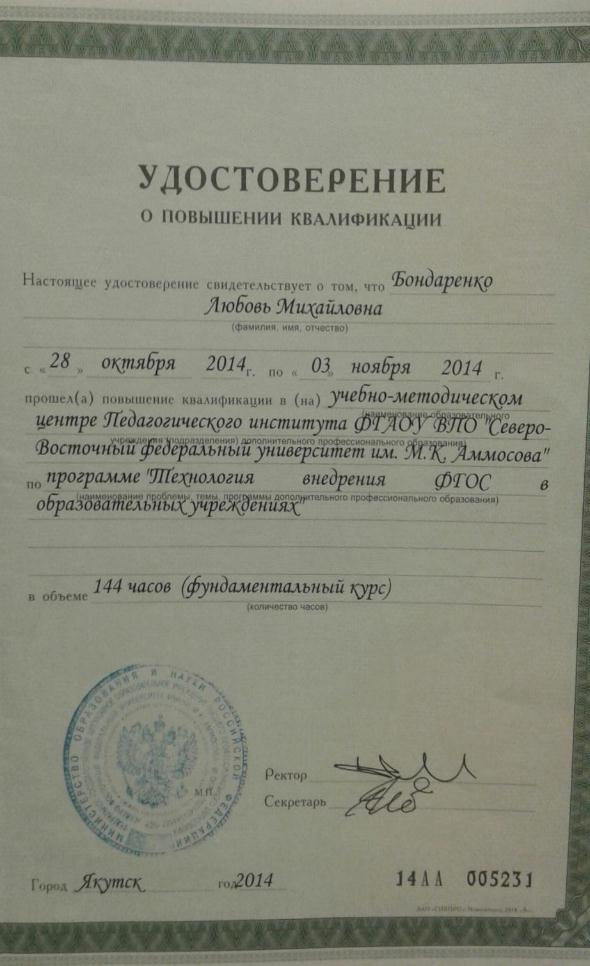 УДОСТОВЕРЕНИЕ
О ПОВЫШЕНИИ КВАЛИФИКАЦИИ
Настоящее удостоверение свидетельствует о том, что Бондаренко
Любовь Михайловна
(фамилия, имя, отчество)
с «28» октября 2014г. по «03» ноября 2014 г.
прошел(а) повышение квалификации в (на) учебно-методическом
(наименование образовательного
центре Педагогического института ФГАОУ ВПО "Северо-
учреждения (подразделения) дополнительного профессионального образования)
Восточный федеральный университет им. М.К. Аммосова"
по программе "Технология внедрения ФГОС в
(наименование проблемы, темы, программы дополнительного профессионального образования)
образовательных учреждениях"
в объеме 144 часов (фундаментальный курс)
(количество часов)
МИНИСТЕРСТВО ОБРАЗОВАНИЯ И НАУКИ РОССИЙСКОЙ ФЕДЕРАЦИИ
М.П.
Ректор
Секретарь
Город Якутск год 2014
14АА 005231